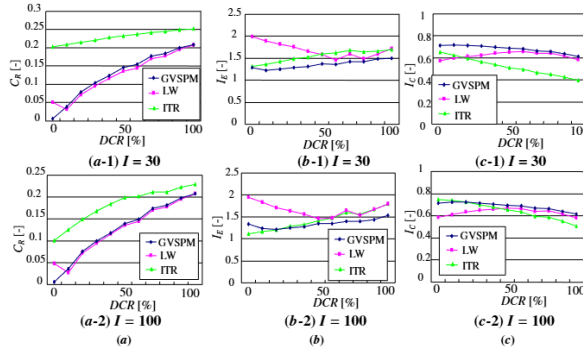 0.3
0.25
0.2
0.15
0.1
0.05
0
C_R [-]
GVSPM
LW
ITR
0 50 100
DCR [%]
(a-1) I = 30
2.5
2
1.5
1
0.5
0
I_E [-]
GVSPM
LW
ITR
0 50 100
DCR [%]
(b-1) I = 30
1
0.8
0.6
0.4
0.2
0
I_C [-]
GVSPM
LW
ITR
0 50 100
DCR [%]
(c-1) I = 30
0.25
0.2
0.15
0.1
0.05
0
C_R [-]
GVSPM
LW
ITR
0 50 100
DCR [%]
(a-2) I = 100
2.5
2
1.5
1
0.5
0
I_E [-]
GVSPM
LW
ITR
0 50 100
DCR [%]
(b-2) I = 100
1
0.8
0.6
0.4
0.2
0
I_C [-]
GVSPM
LW
ITR
0 50 100
DCR [%]
(c-2) I = 100
(a) (b) (c)